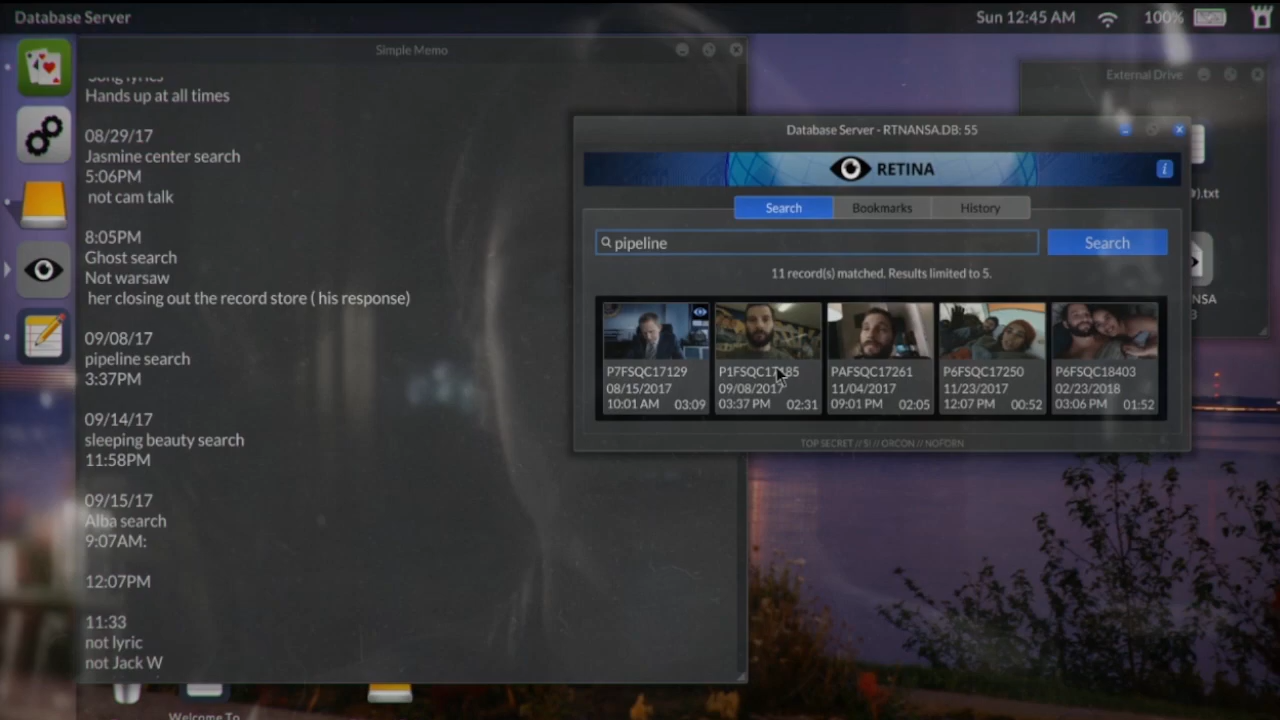 Database Server
Sun 12:45 AM
100%
Simple Memo
Song lyrics
Hands up at all times
08/29/17
Jasmine center search
5:06PM
not cam talk
8:05PM
Ghost search
Not warsaw
her closing out the record store ( his response)
09/08/17
pipeline search
3:37PM
09/14/17
sleeping beauty search
11:58PM
09/15/17
Alba search
9:07AM:
12:07PM
11:33
not lyric
not Jack W
External Drive
).txt
NSA
3
Database Server - RTNANSA.DB: 55
RETINA
i
Search
Bookmarks
History
pipeline
Search
11 record(s) matched. Results limited to 5.
P7FSQC17129
08/15/2017
10:01 AM 03:09
09/08/2017
03:37 PM 02:31
PAFSQC17261
11/04/2017
09:01 PM 02:05
P6FSQC17250
11/23/2017
12:07 PM 00:52
P6FSQC18403
02/23/2018
03:06 PM 01:52
TOP SECRET // SI // ORCON // NOFORN
Welcome To